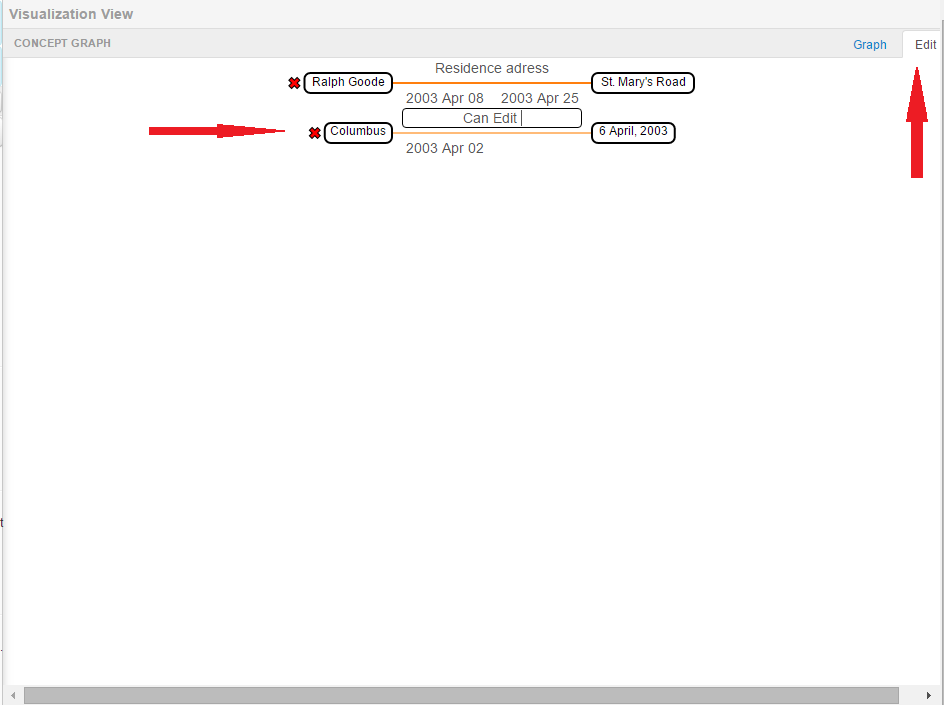 Visualization View
CONCEPT GRAPH
Graph
Edit
Residence adress
Ralph Goode
St. Mary's Road
2003 Apr 08
2003 Apr 25
Can Edit
Columbus
6 April, 2003
2003 Apr 02